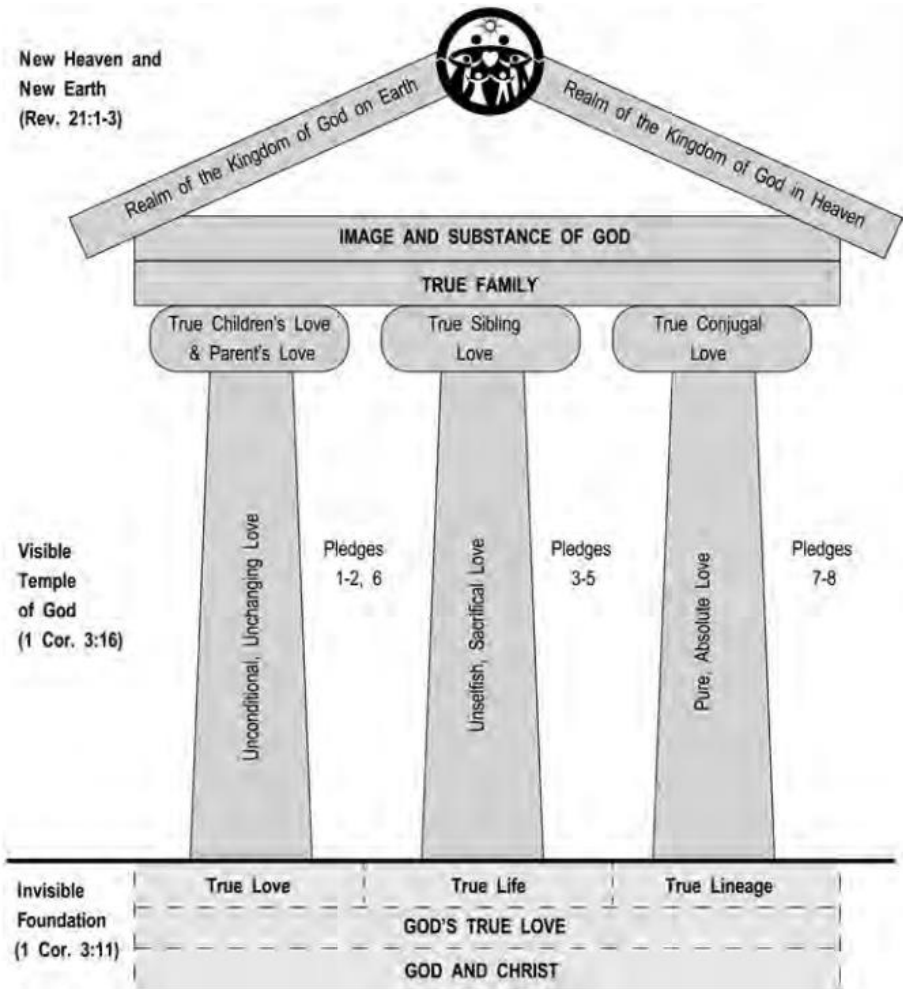 New Heaven and
New Earth
(Rev. 21:1-3)
Realm of the Kingdom of God on Earth
Realm of the Kingdom of God in Heaven
IMAGE AND SUBSTANCE OF GOD
TRUE FAMILY
True Children's Love
& Parent's Love
True Sibling
Love
True Conjugal
Love
Visible
Temple
of God
(1 Cor. 3:16)
Unconditional, Unchanging Love
Pledges
1-2, 6
Unselfish, Sacrifical Love
Pledges
3-5
Pure, Absolute Love
Pledges
7-8
Invisible
Foundation
(1 Cor. 3:11)
True Love
True Life
True Lineage
GOD'S TRUE LOVE
GOD AND CHRIST